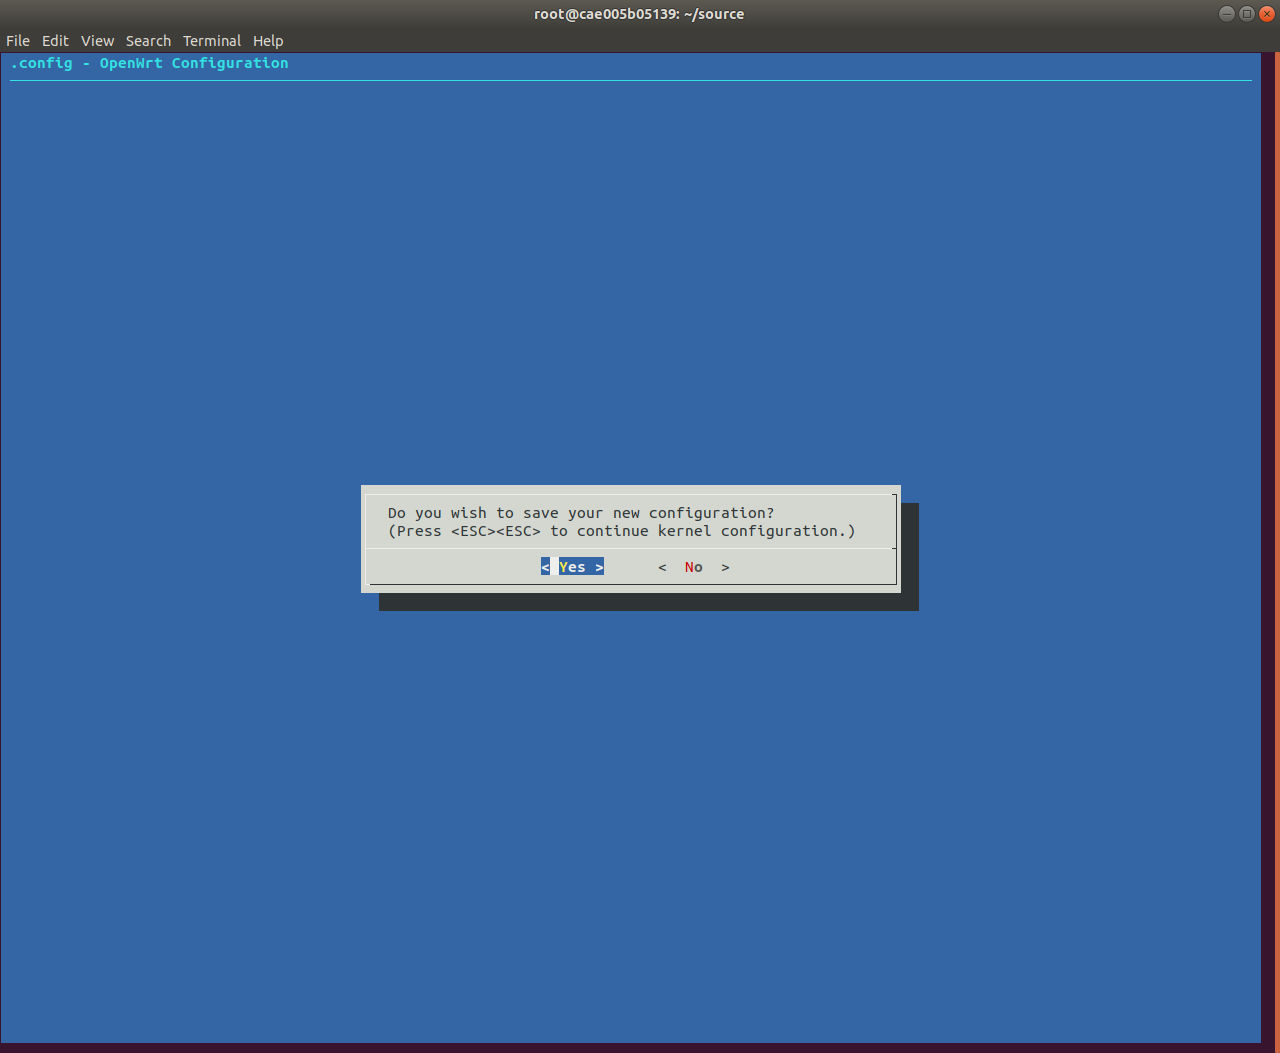 root@cae005b05139: ~/source
File Edit View Search Terminal Help
.config - OpenWrt Configuration
Do you wish to save your new configuration?
(Press <ESC><ESC> to continue kernel configuration.)
< Yes > < No >